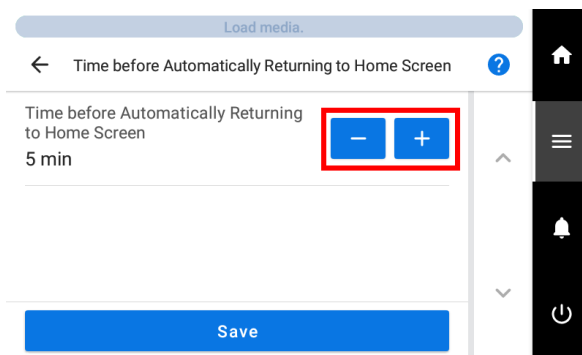 Load media.
Time before Automatically Returning to Home Screen
?
Time before Automatically Returning
to Home Screen
5 min
Save